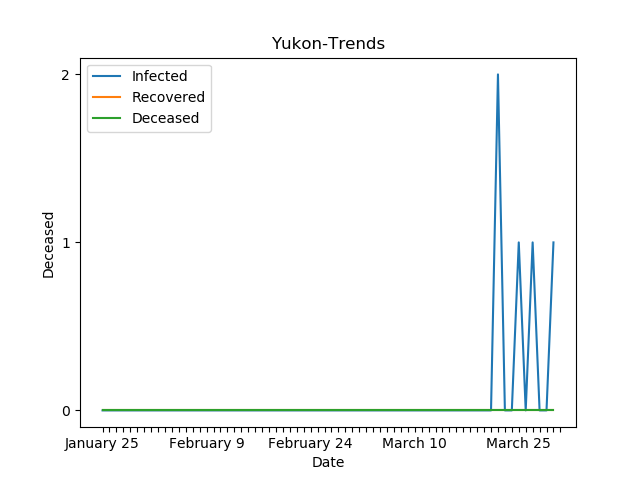 Yukon-Trends
Infected
Recovered
Deceased
2
1
0
Deceased
January 25 February 9 February 24 March 10 March 25
Date